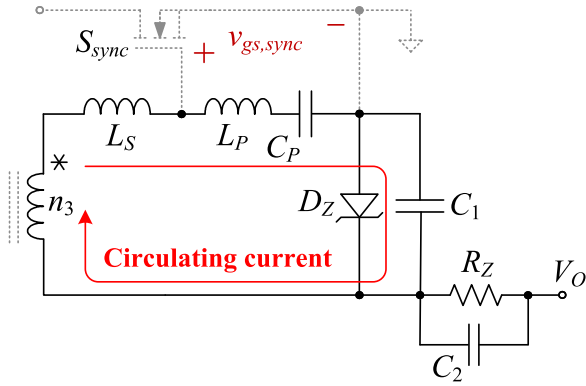 S_sync
+ v_gs,sync −
L_S
L_P
C_P
*
n_3
D_Z
C_1
Circulating current
R_Z
V_O
C_2